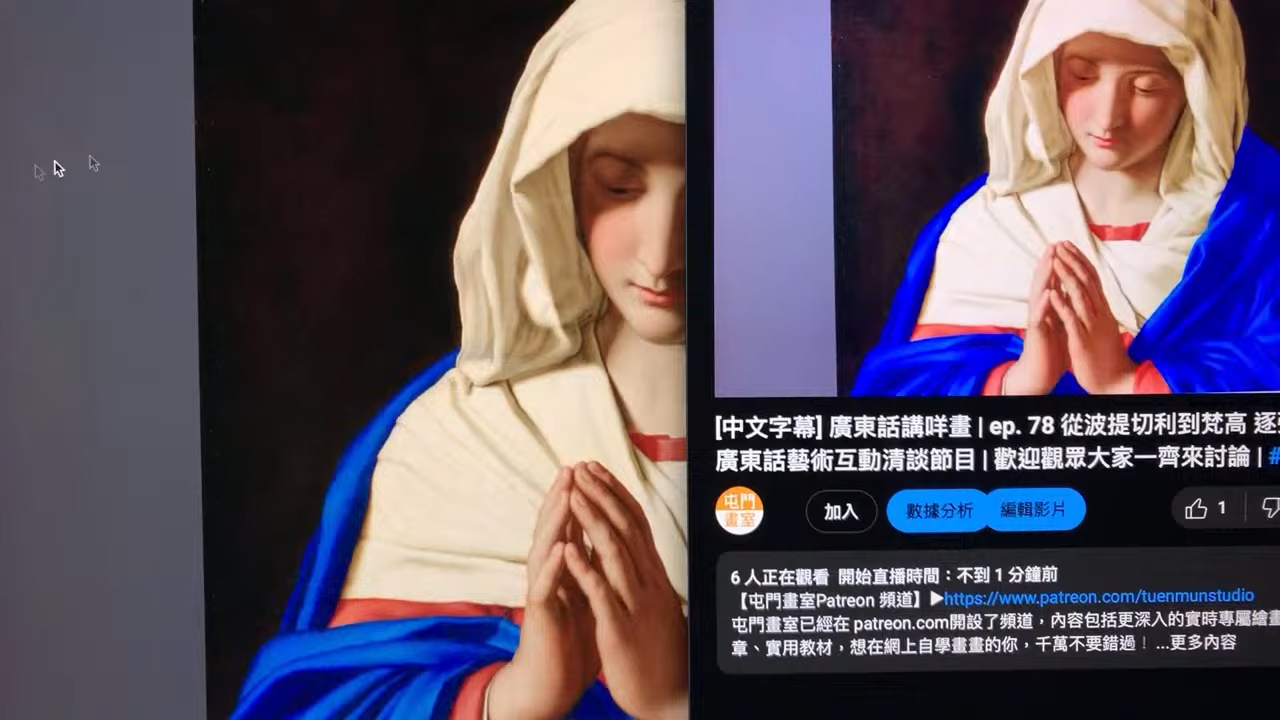 [中文字幕] 廣東話講咩畫 | ep. 78 從波提切利到梵高 逐
廣東話藝術互動清談節目 | 歡迎觀眾大家一齊來討論 | #
屯門
畫室
加入
數據分析
編輯影片
1
6 人正在觀看 開始直播時間：不到 1 分鐘前
【屯門畫室Patreon 頻道】▶https://www.patreon.com/tuenmunstudio
屯門畫室已經在 patreon.com開設了頻道，內容包括更深入的實時專屬繪
章、實用教材，想在網上自學畫畫的你，千萬不要錯過！ ...更多內容